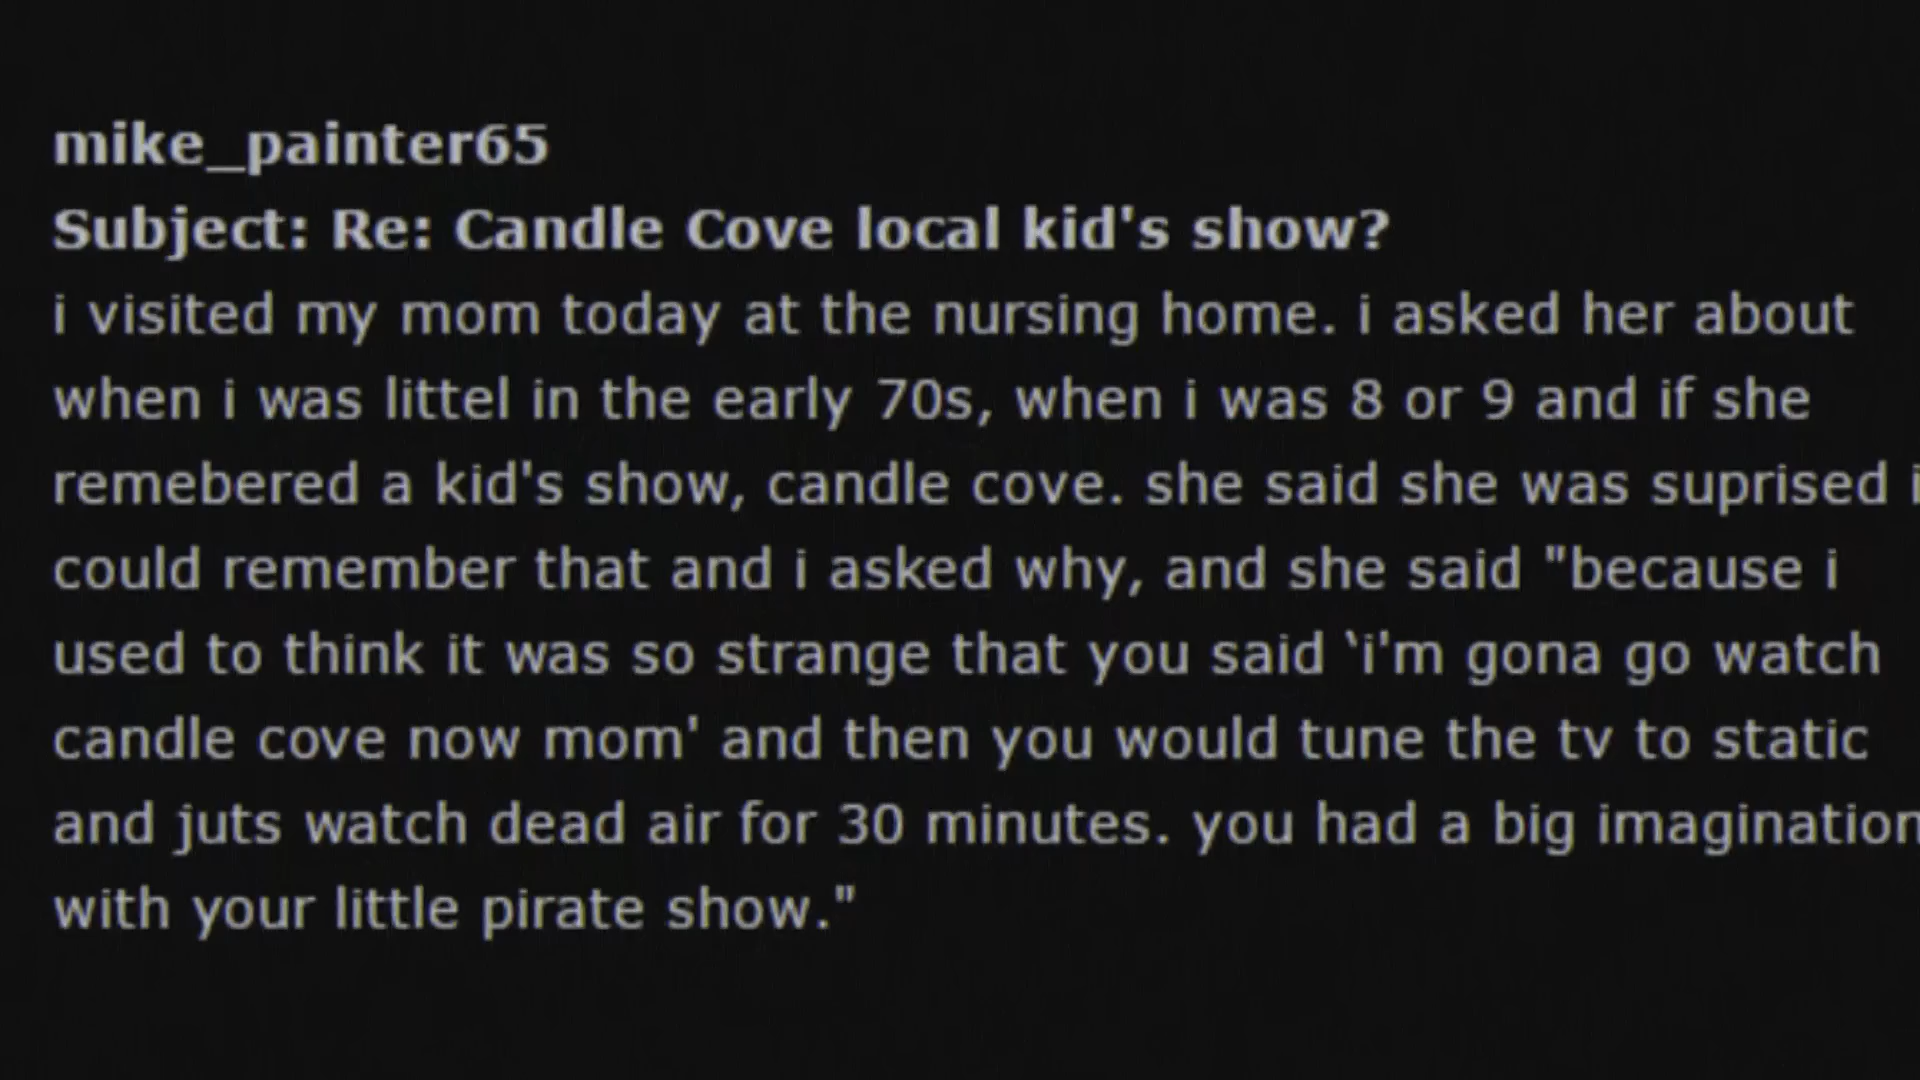 mike_painter65
Subject: Re: Candle Cove local kid's show?
i visited my mom today at the nursing home. i asked her about
when i was littel in the early 70s, when i was 8 or 9 and if she
remebered a kid's show, candle cove. she said she was suprised i
could remember that and i asked why, and she said "because i
used to think it was so strange that you said ‛i'm gona go watch
candle cove now mom' and then you would tune the tv to static
and juts watch dead air for 30 minutes. you had a big imagination
with your little pirate show."